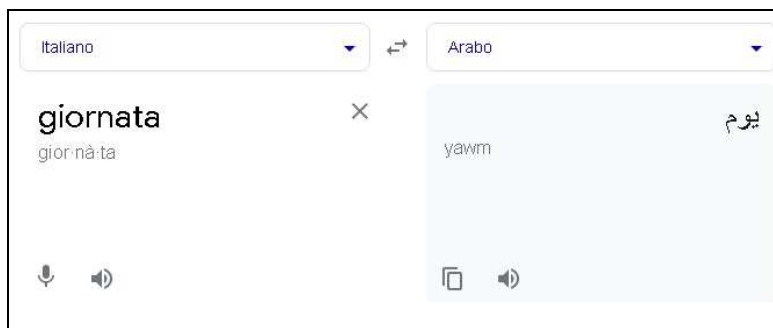 Italiano
Arabo
giornata
gior·nà·ta
يوم
yawm